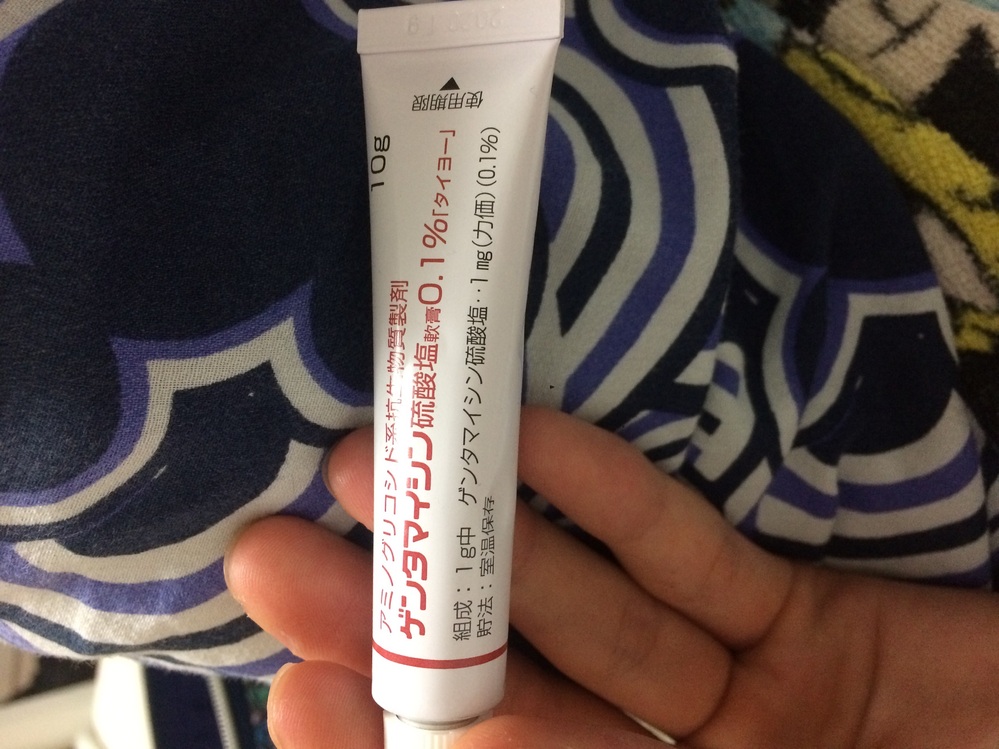 アミノグリコシド系抗生物質製剤
ゲンタマイシン硫酸塩軟膏0.1%「タイヨー」
10g
組成：1g中 ゲンタマイシン硫酸塩‥1mg(力価)(0.1%)
貯法：室温保存
使用期限